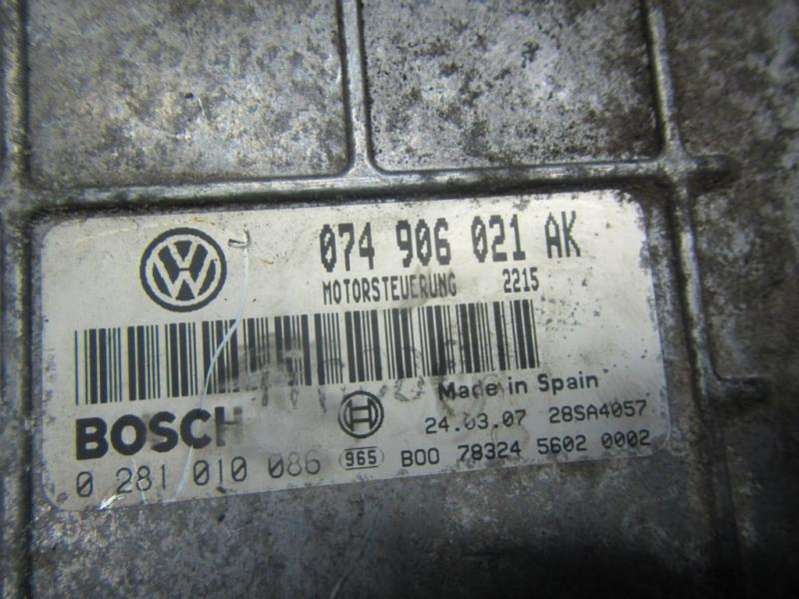 074 906 021 AK
MOTORSTEUERUNG 2215
Made in Spain
BOSCH 24.03.07 28SA4057
0 281 010 086 965 B00 78324 5602 0002